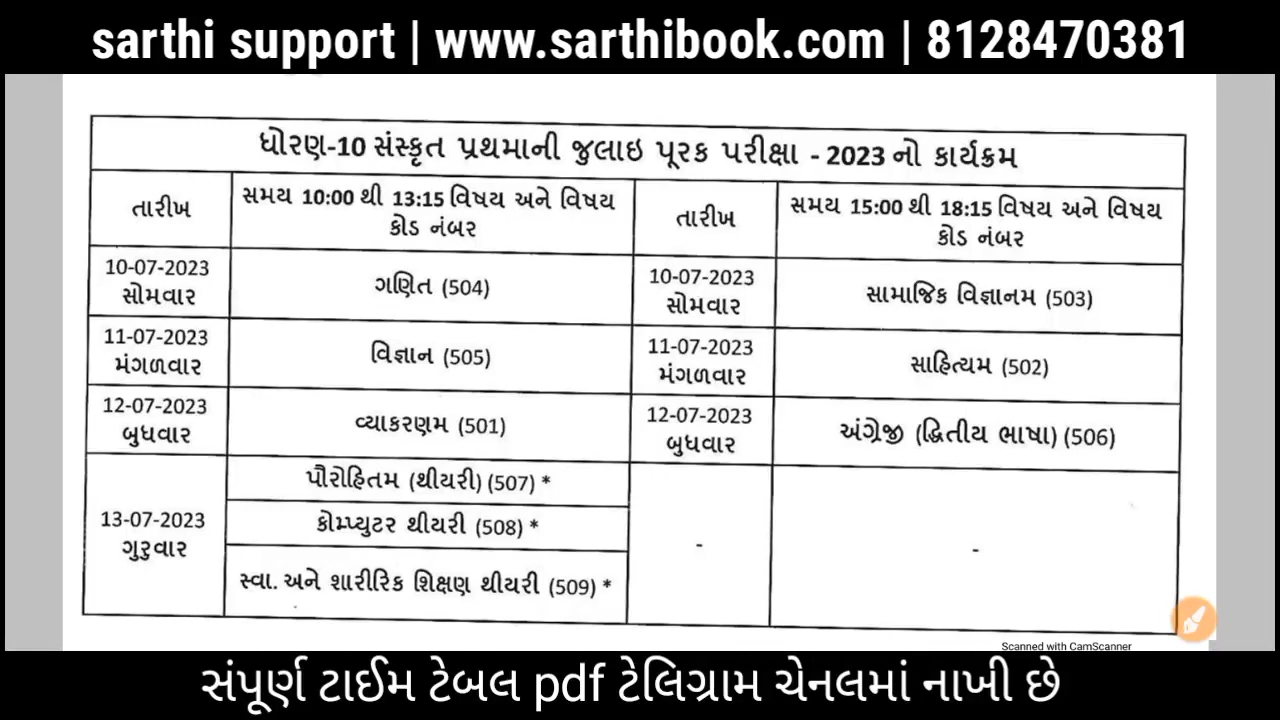 sarthi support | www.sarthibook.com | 8128470381
ધોરણ-10 સંસ્કૃત પ્રથમાની જુલાઇ પૂરક પરીક્ષા - 2023 નો કાર્યક્રમ
તારીખ
સમય 10:00 થી 13:15 વિષય અને વિષય
કોડ નંબર
તારીખ
સમય 15:00 થી 18:15 વિષય અને વિષય
કોડ નંબર
10-07-2023
સોમવાર
ગણિત (504)
10-07-2023
સોમવાર
સામાજિક વિજ્ઞાનમ (503)
11-07-2023
મંગળવાર
વિજ્ઞાન (505)
11-07-2023
મંગળવાર
સાહિત્યમ (502)
12-07-2023
બુધવાર
વ્યાકરણમ (501)
12-07-2023
બુધવાર
અંગ્રેજી (દ્વિતીય ભાષા) (506)
13-07-2023
ગુરુવાર
પૌરોહિતમ (થીયરી) (507) *
કોમ્પ્યુટર થીયરી (508) *
સ્વા. અને શારીરિક શિક્ષણ થીયરી (509) *
-
-
Scanned with CamScanner
સંપૂર્ણ ટાઈમ ટેબલ pdf ટેલિગ્રામ ચેનલમાં નાખી છે